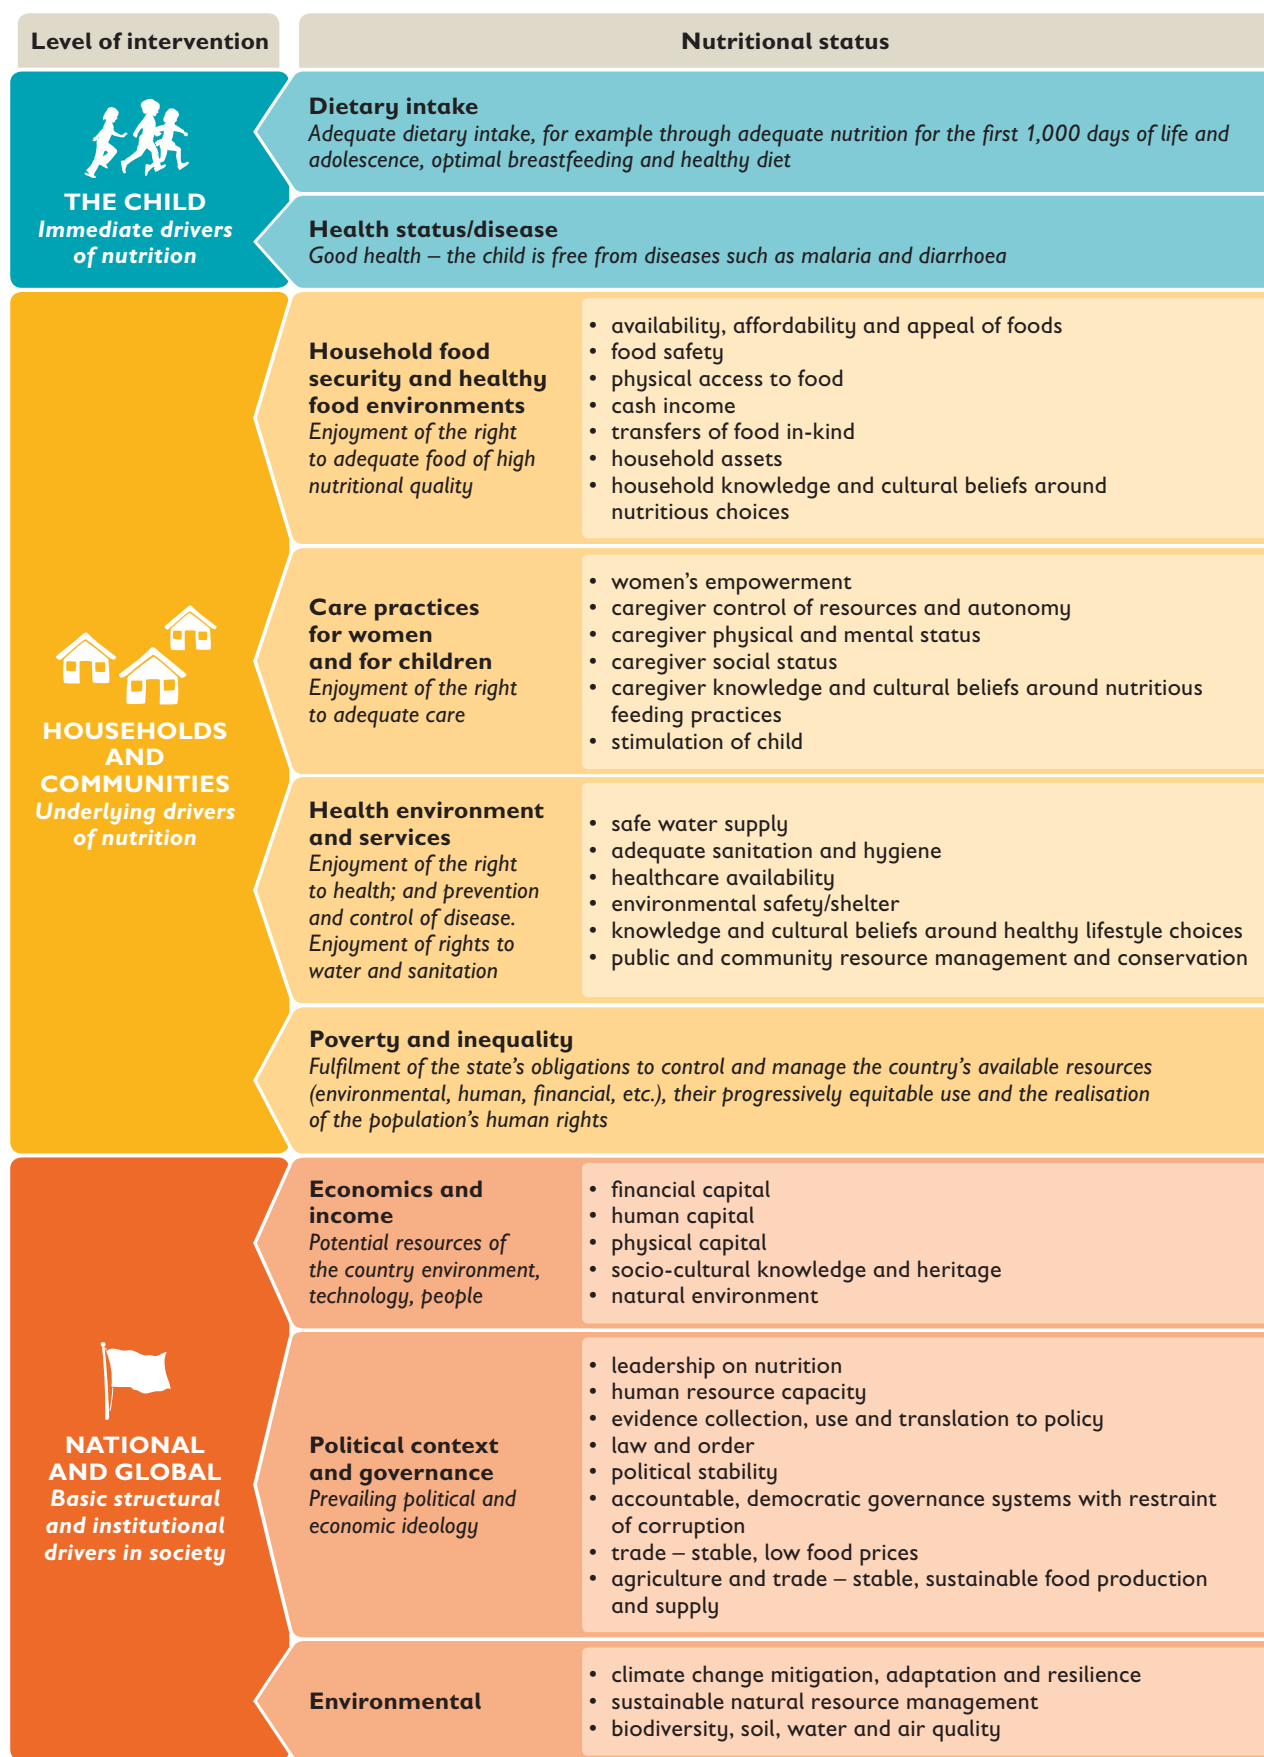 Level of intervention
Nutritional status
THE CHILD
Immediate drivers
of nutrition
Dietary intake
Adequate dietary intake, for example through adequate nutrition for the first 1,000 days of life and
adolescence, optimal breastfeeding and healthy diet
Health status/disease
Good health – the child is free from diseases such as malaria and diarrhoea
HOUSEHOLDS
AND
COMMUNITIES
Underlying drivers
of nutrition
Household food
security and healthy
food environments
Enjoyment of the right
to adequate food of high
nutritional quality
• availability, affordability and appeal of foods
• food safety
• physical access to food
• cash income
• transfers of food in-kind
• household assets
• household knowledge and cultural beliefs around
nutritious choices
Care practices
for women
and for children
Enjoyment of the right
to adequate care
• women’s empowerment
• caregiver control of resources and autonomy
• caregiver physical and mental status
• caregiver social status
• caregiver knowledge and cultural beliefs around nutritious
feeding practices
• stimulation of child
Health environment
and services
Enjoyment of the right
to health; and prevention
and control of disease.
Enjoyment of rights to
water and sanitation
• safe water supply
• adequate sanitation and hygiene
• healthcare availability
• environmental safety/shelter
• knowledge and cultural beliefs around healthy lifestyle choices
• public and community resource management and conservation
Poverty and inequality
Fulfilment of the state’s obligations to control and manage the country’s available resources
(environmental, human, financial, etc.), their progressively equitable use and the realisation
of the population’s human rights
NATIONAL
AND GLOBAL
Basic structural
and institutional
drivers in society
Economics and
income
Potential resources of
the country environment,
technology, people
• financial capital
• human capital
• physical capital
• socio-cultural knowledge and heritage
• natural environment
Political context
and governance
Prevailing political and
economic ideology
• leadership on nutrition
• human resource capacity
• evidence collection, use and translation to policy
• law and order
• political stability
• accountable, democratic governance systems with restraint
of corruption
• trade – stable, low food prices
• agriculture and trade – stable, sustainable food production
and supply
Environmental
• climate change mitigation, adaptation and resilience
• sustainable natural resource management
• biodiversity, soil, water and air quality